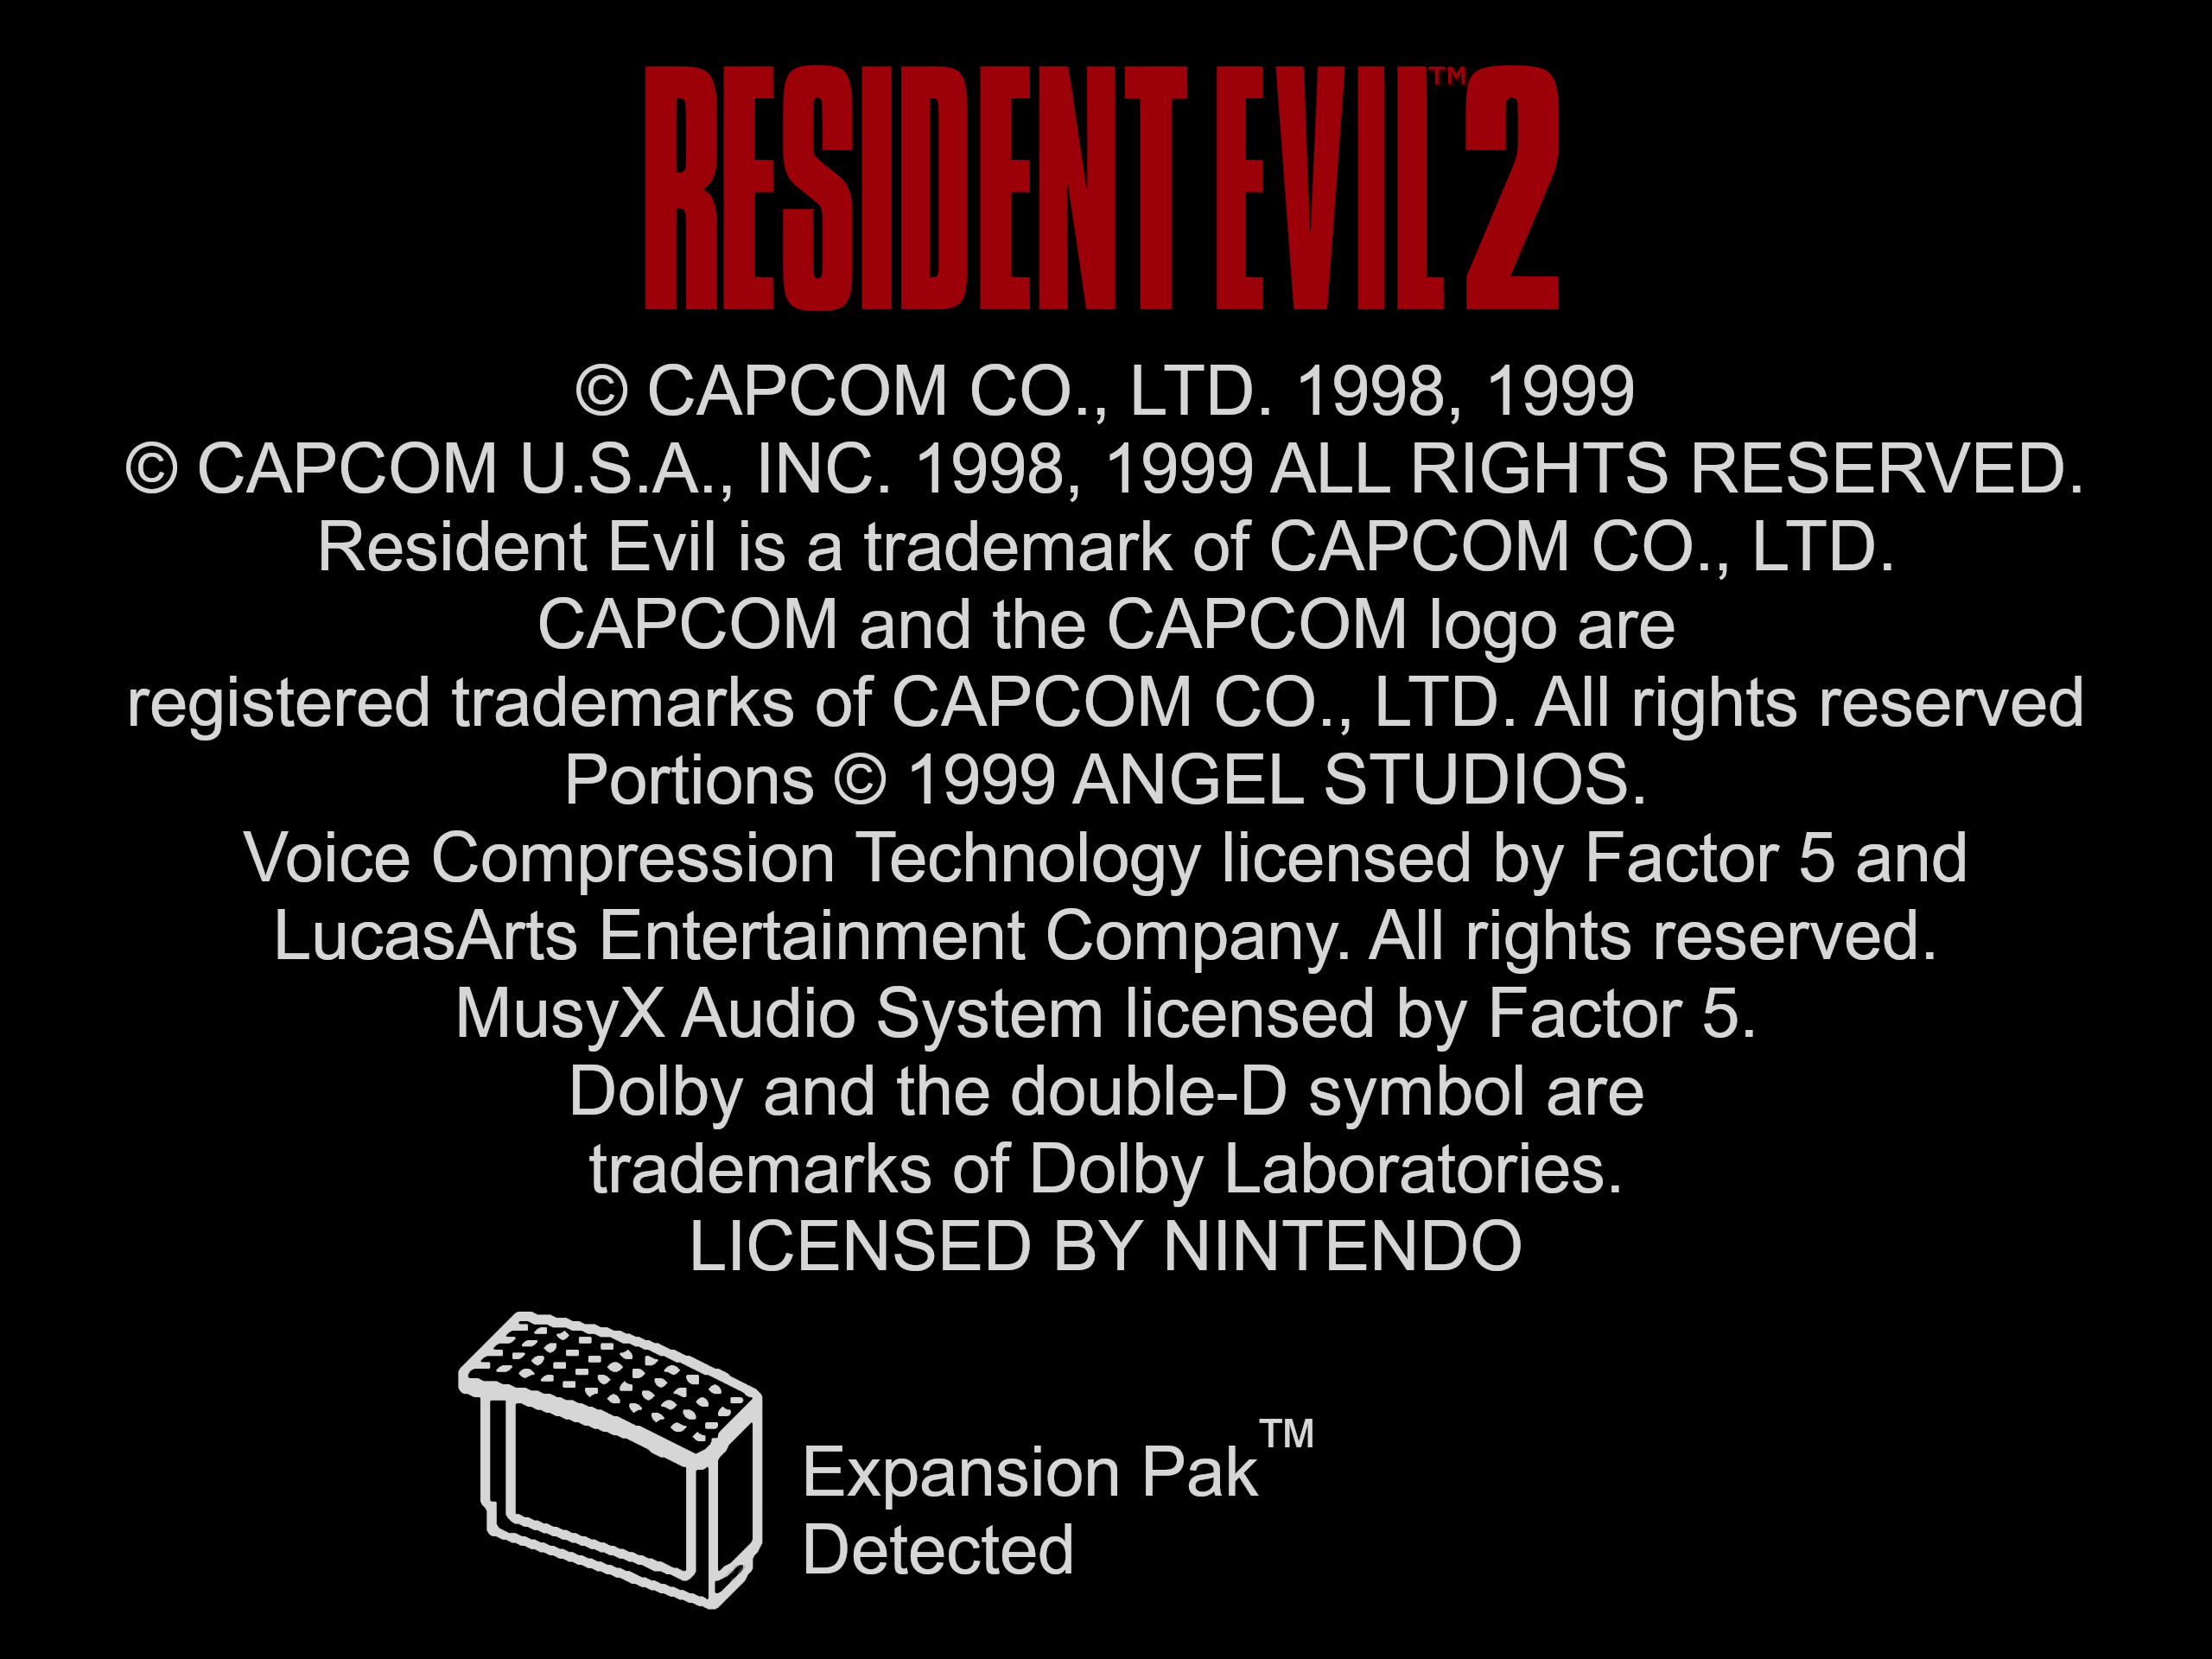 RESIDENT EVIL™ 2
© CAPCOM CO., LTD. 1998, 1999
© CAPCOM U.S.A., INC. 1998, 1999 ALL RIGHTS RESERVED.
Resident Evil is a trademark of CAPCOM CO., LTD.
CAPCOM and the CAPCOM logo are
registered trademarks of CAPCOM CO., LTD. All rights reserved
Portions © 1999 ANGEL STUDIOS.
Voice Compression Technology licensed by Factor 5 and
LucasArts Entertainment Company. All rights reserved.
MusyX Audio System licensed by Factor 5.
Dolby and the double-D symbol are
trademarks of Dolby Laboratories.
LICENSED BY NINTENDO
Expansion Pak™
Detected